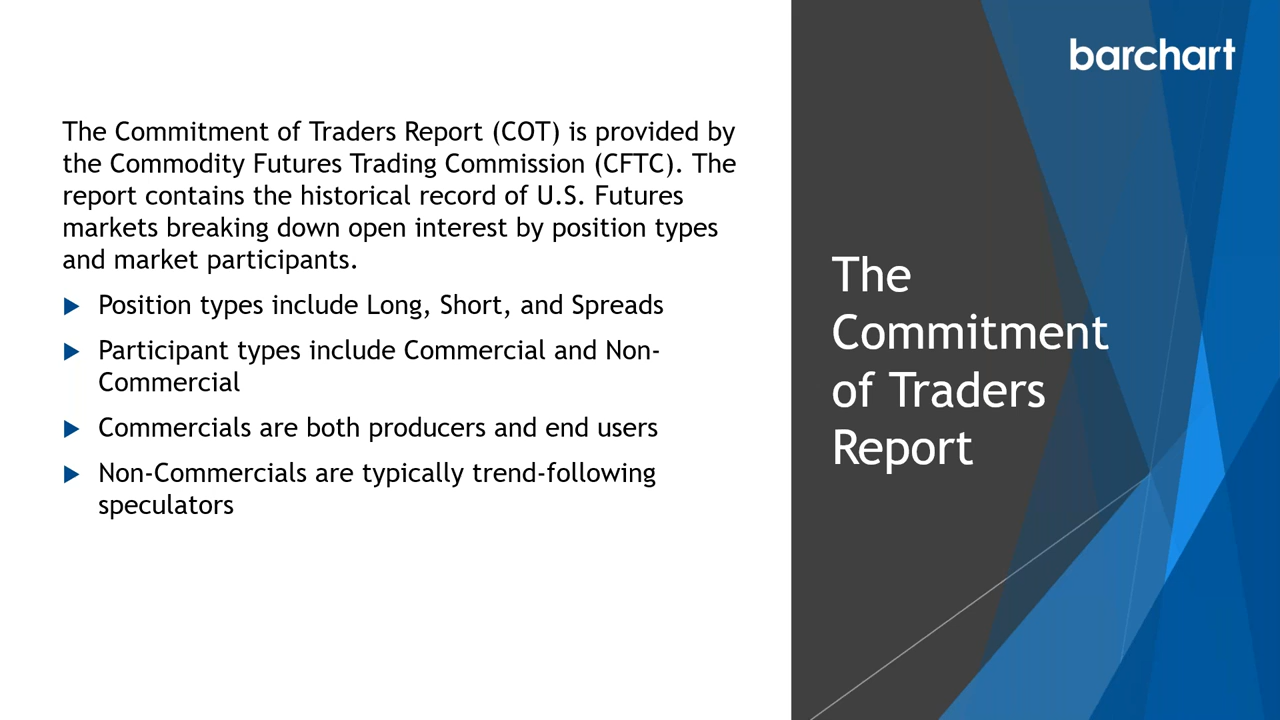 The Commitment of Traders Report (COT) is provided by
the Commodity Futures Trading Commission (CFTC). The
report contains the historical record of U.S. Futures
markets breaking down open interest by position types
and market participants.
Position types include Long, Short, and Spreads
Participant types include Commercial and Non-
Commercial
Commercials are both producers and end users
Non-Commercials are typically trend-following
speculators
barchart
The
Commitment
of Traders
Report